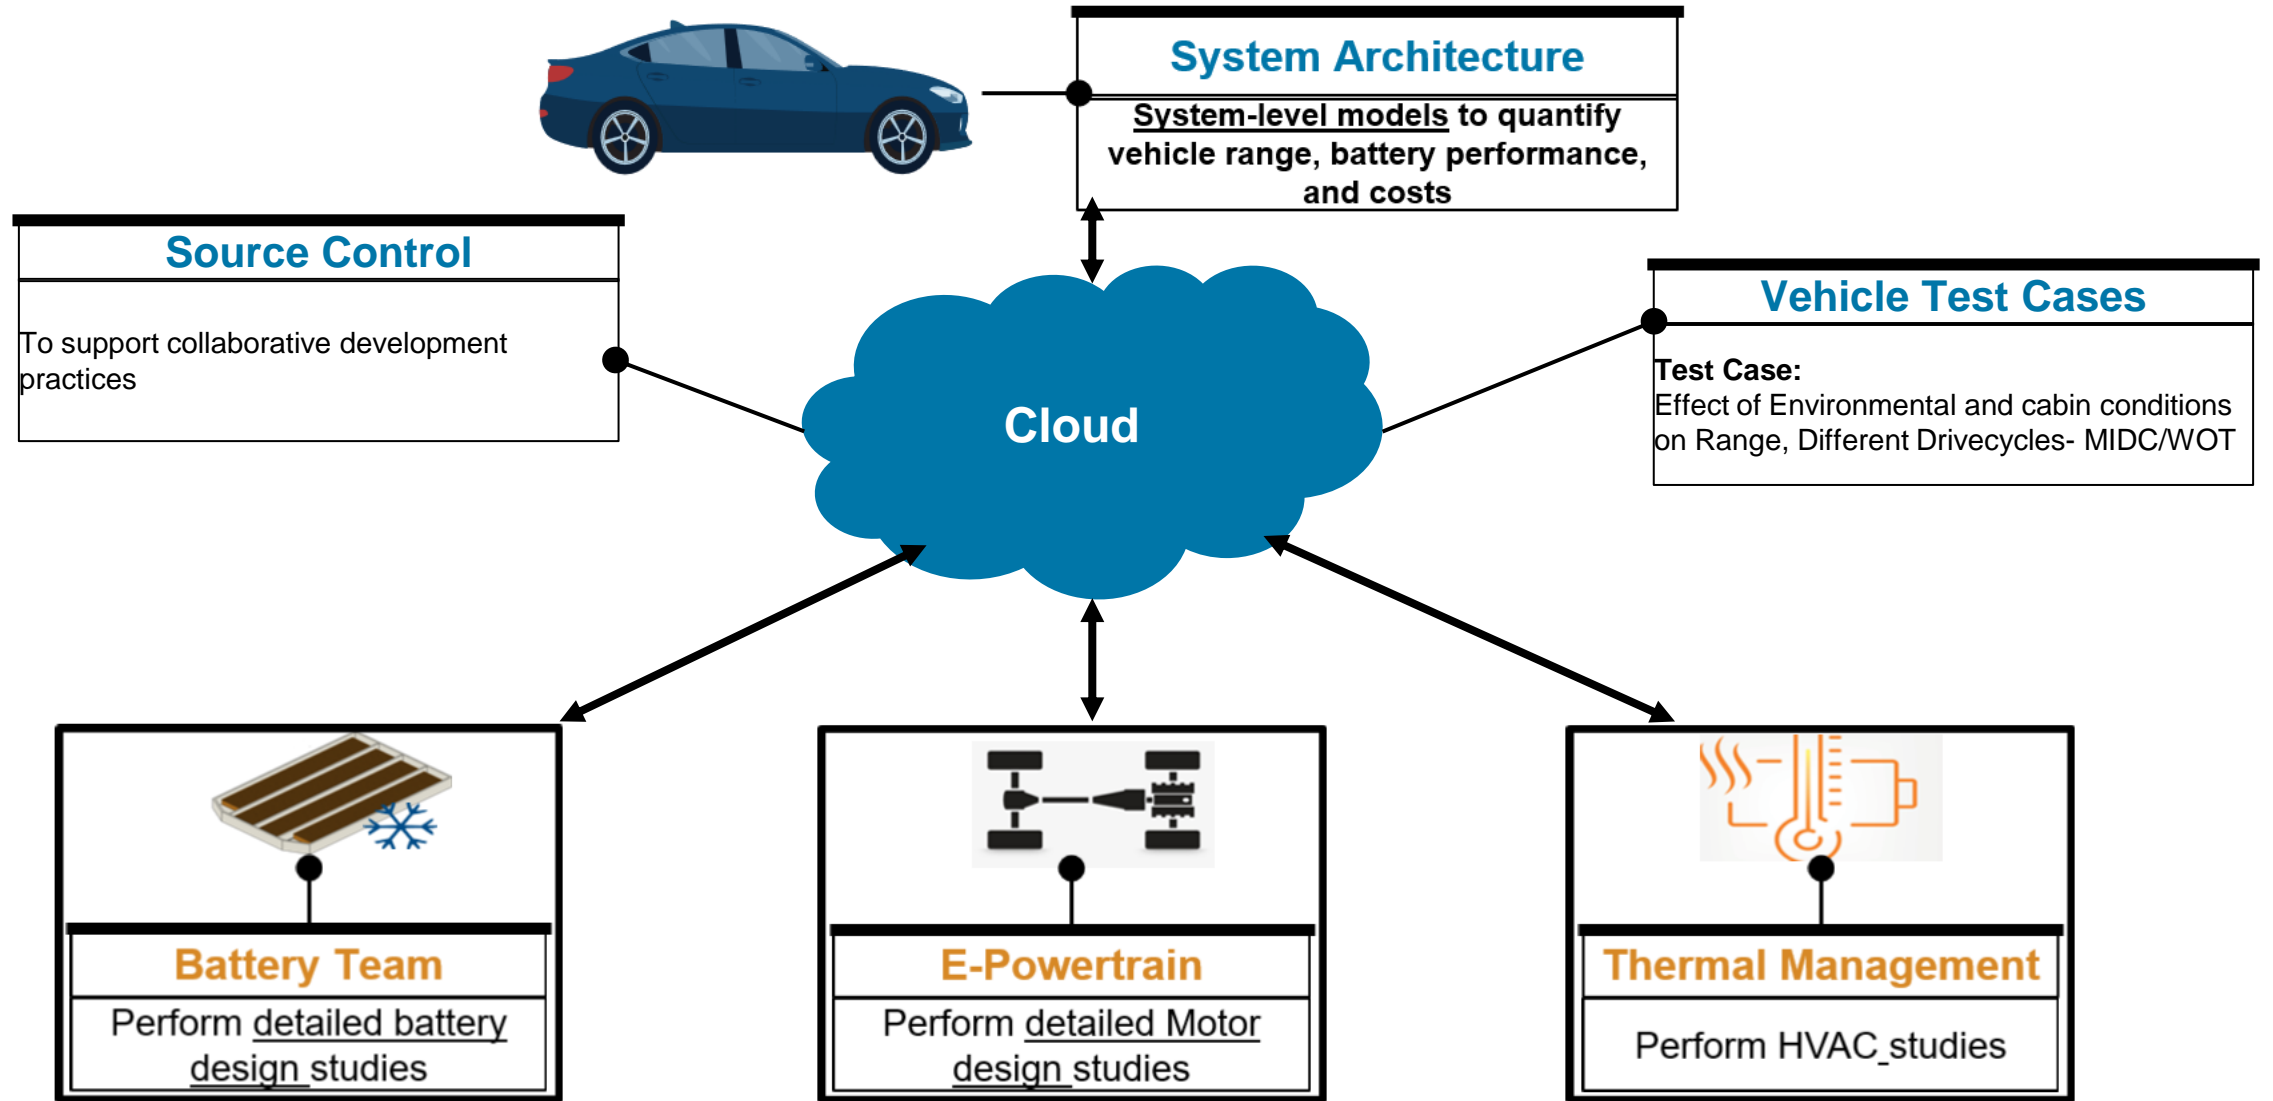 System Architecture
System-level models to quantify
vehicle range, battery performance,
and costs
Source Control
To support collaborative development
practices
Vehicle Test Cases
Test Case:
Effect of Environmental and cabin conditions
on Range, Different Drivecycles- MIDC/WOT
Cloud
Battery Team
Perform detailed battery
design studies
E-Powertrain
Perform detailed Motor
design studies
Thermal Management
Perform HVAC studies